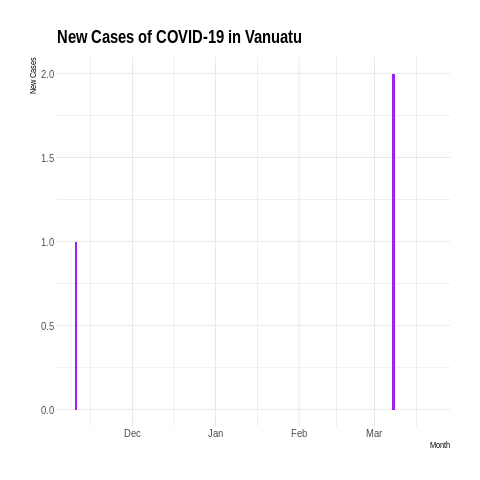 New Cases of COVID-19 in Vanuatu
New Cases
2.0
1.5
1.0
0.5
0.0
Dec Jan Feb Mar
Month